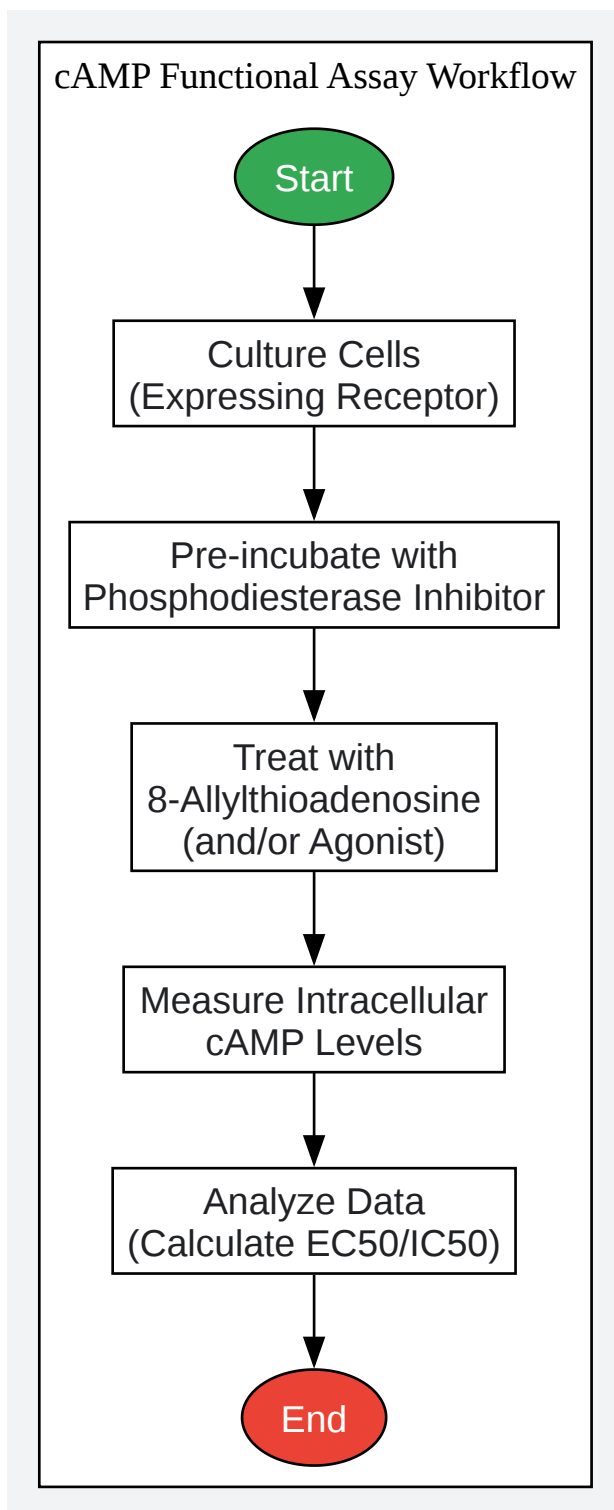 cAMP Functional Assay Workflow
Start
Culture Cells
(Expressing Receptor)
Pre-incubate with
Phosphodiesterase Inhibitor
Treat with
8-Allylthioadenosine
(and/or Agonist)
Measure Intracellular
cAMP Levels
Analyze Data
(Calculate EC50/IC50)
End